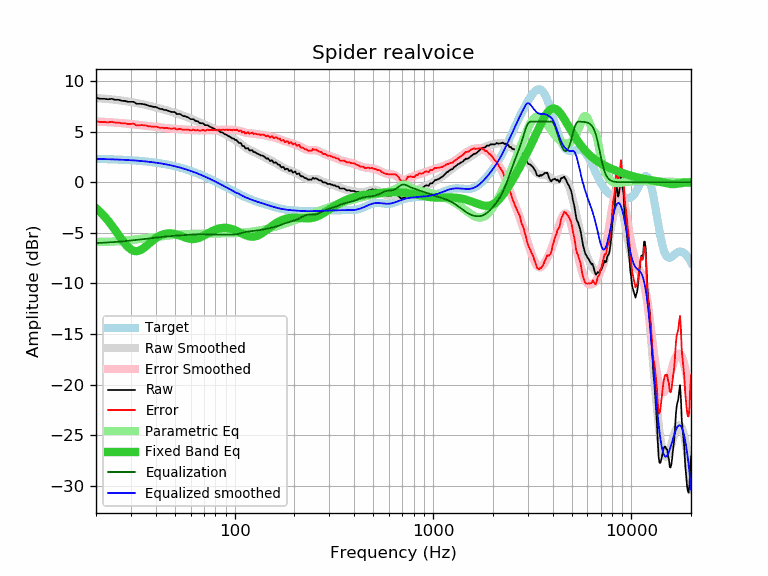 Spider realvoice
10
5
0
−5
−10
−15
−20
−25
−30
Amplitude (dBr)
Target
Raw Smoothed
Error Smoothed
Raw
Error
Parametric Eq
Fixed Band Eq
Equalization
Equalized smoothed
100
1000
10000
Frequency (Hz)